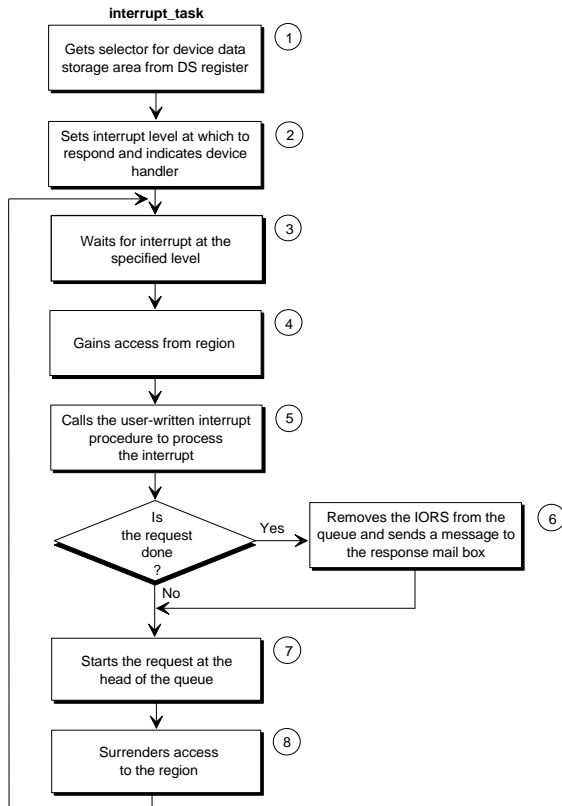 interrupt_task
1
Gets selector for device data
storage area from DS register
2
Sets interrupt level at which to
respond and indicates device
handler
3
Waits for interrupt at the
specified level
4
Gains access from region
5
Calls the user-written interrupt
procedure to process
the interrupt
Is
the request
done
?
Yes
6
Removes the IORS from the
queue and sends a message to
the response mail box
No
7
Starts the request at the
head of the queue
8
Surrenders access
to the region